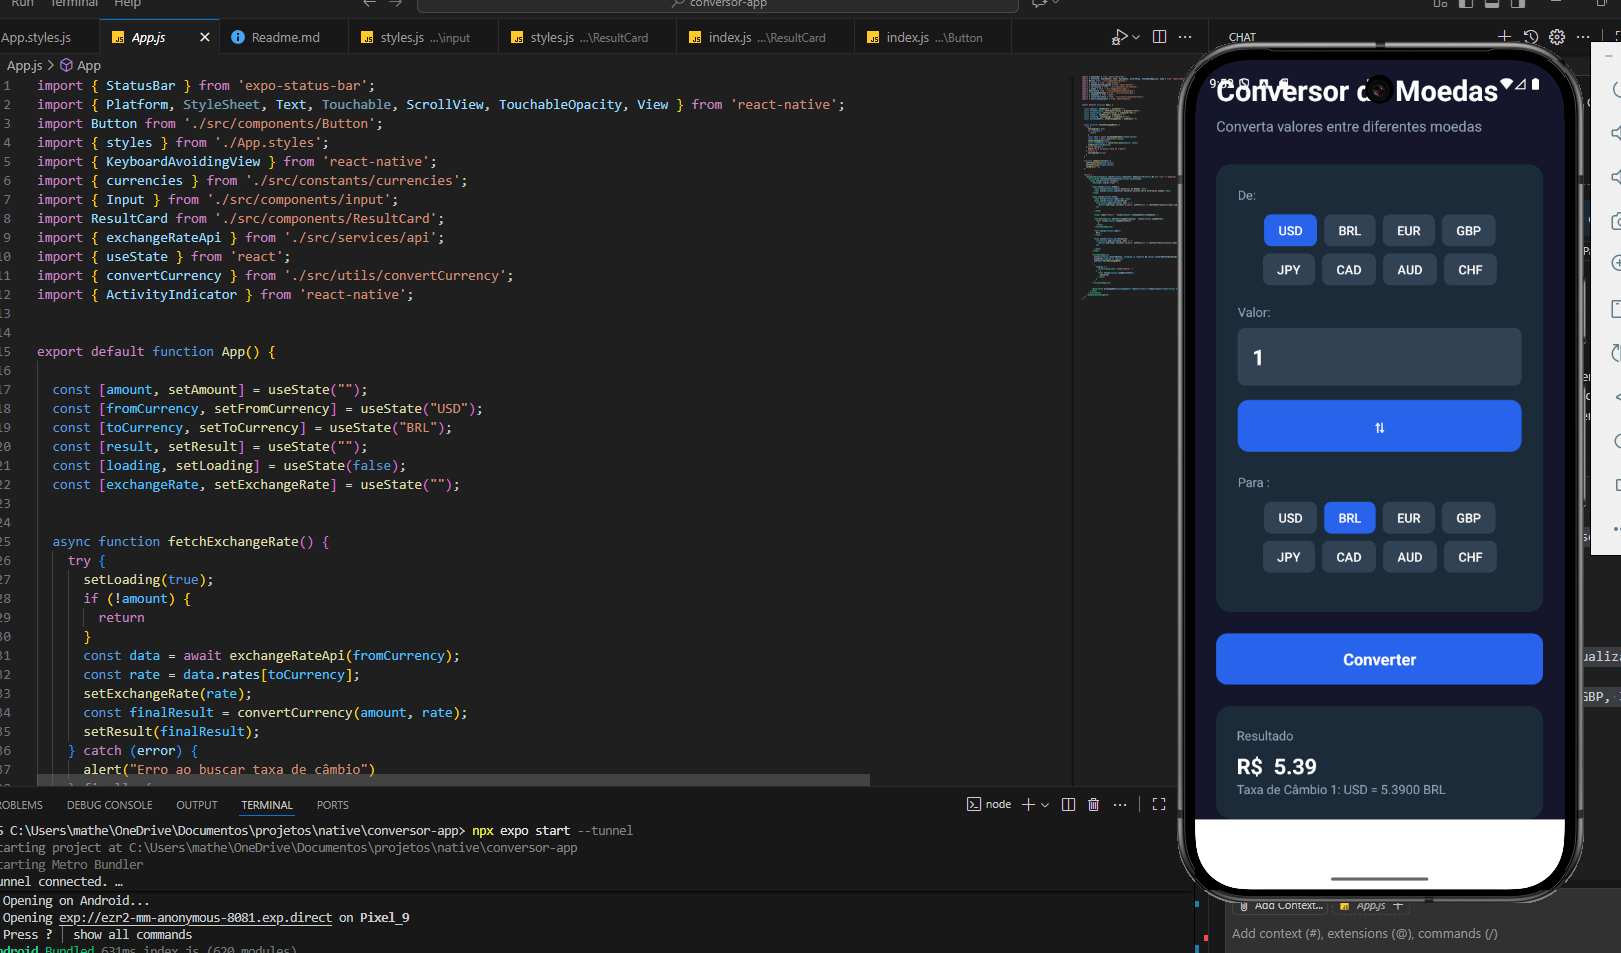 Run Terminal Help
conversor-app
App.styles.js
JS App.js
Readme.md
JS styles.js ...\input
JS styles.js ...\ResultCard
JS index.js ...\ResultCard
JS index.js ...\Button
CHAT
App.js > App
1 import { StatusBar } from 'expo-status-bar';
2 import { Platform, StyleSheet, Text, Touchable, ScrollView, TouchableOpacity, View } from 'react-native';
3 import Button from './src/components/Button';
4 import { styles } from './App.styles';
5 import { KeyboardAvoidingView } from 'react-native';
6 import { currencies } from './src/constants/currencies';
7 import { Input } from './src/components/input';
8 import ResultCard from './src/components/ResultCard';
9 import { exchangeRateApi } from './src/services/api';
10 import { useState } from 'react';
11 import { convertCurrency } from './src/utils/convertCurrency';
12 import { ActivityIndicator } from 'react-native';
13
14
15 export default function App() {
16
17 const [amount, setAmount] = useState("");
18 const [fromCurrency, setFromCurrency] = useState("USD");
19 const [toCurrency, setToCurrency] = useState("BRL");
20 const [result, setResult] = useState("");
21 const [loading, setLoading] = useState(false);
22 const [exchangeRate, setExchangeRate] = useState("");
23
24
25 async function fetchExchangeRate() {
26 try {
27 setLoading(true);
28 if (!amount) {
29 return
30 }
31 const data = await exchangeRateApi(fromCurrency);
32 const rate = data.rates[toCurrency];
33 setExchangeRate(rate);
34 const finalResult = convertCurrency(amount, rate);
35 setResult(finalResult);
36 } catch (error) {
37 alert("Erro ao buscar taxa de câmbio")
Conversor de Moedas
Converta valores entre diferentes moedas
De:
USD BRL EUR GBP
JPY CAD AUD CHF
Valor:
1
⇅
Para :
USD BRL EUR GBP
JPY CAD AUD CHF
Converter
Resultado
R$ 5.39
Taxa de Câmbio 1: USD = 5.3900 BRL
ualiza
GBP,
OBLEMS DEBUG CONSOLE OUTPUT TERMINAL PORTS
node
S C:\Users\mathe\OneDrive\Documentos\projetos\native\conversor-app> npx expo start --tunnel
tarting project at C:\Users\mathe\OneDrive\Documentos\projetos\native\conversor-app
tarting Metro Bundler
unnel connected. …
Opening on Android...
Opening exp://ezr2-mm-anonymous-8081.exp.direct on Pixel_9
Press ? │ show all commands
ndroid Bundled 631ms index.js (620 modules)
Add Context...
JS App.js +
Add context (#), extensions (@), commands (/)